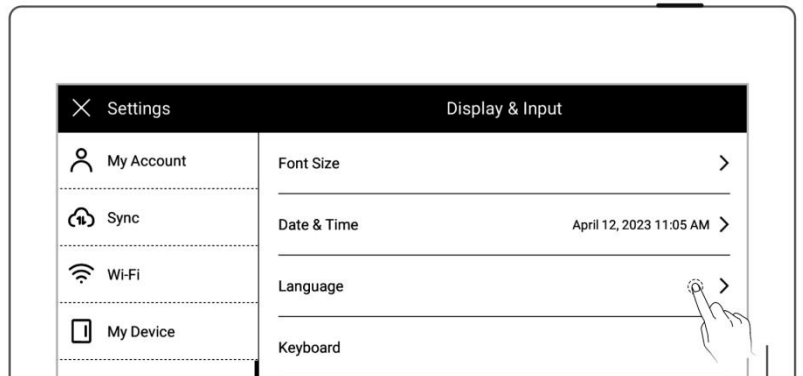 Settings
Display & Input
My Account
Sync
Wi-Fi
My Device
Font Size
Date & Time April 12, 2023 11:05 AM
Language
Keyboard